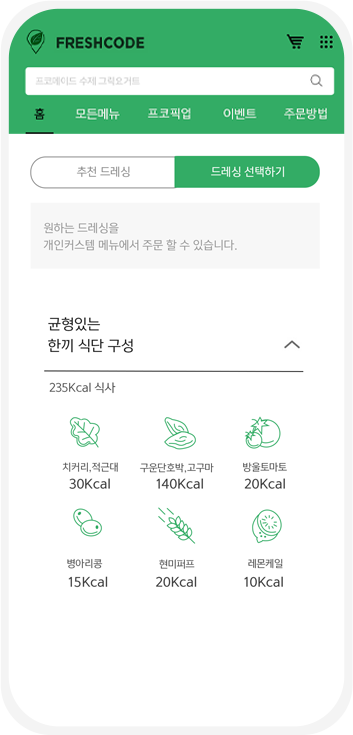 FRESHCODE
프코메이드 수제 그릭요거트
홈 모든메뉴 프코픽업 이벤트 주문방법
추천 드레싱 드레싱 선택하기
원하는 드레싱을
개인커스텀 메뉴에서 주문 할 수 있습니다.
균형있는
한끼 식단 구성
235Kcal 식사
치커리,적근대 구운단호박,고구마 방울토마토
30Kcal 140Kcal 20Kcal
병아리콩 현미퍼프 레몬케일
15Kcal 20Kcal 10Kcal